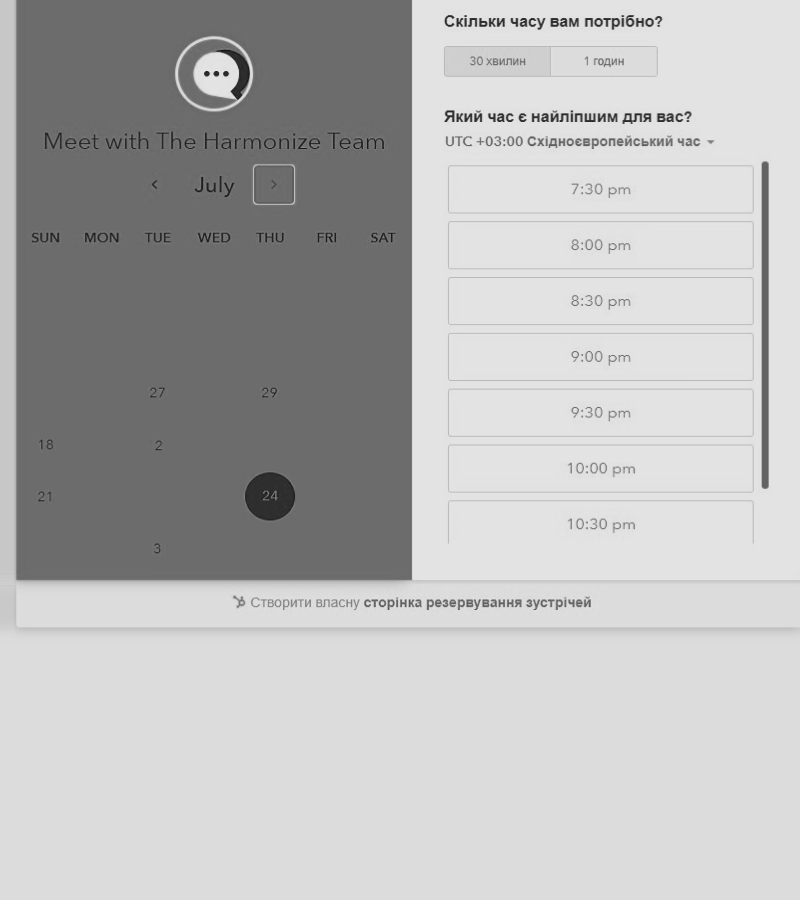 Meet with The Harmonize Team
July
SUN MON TUE WED THU FRI SAT
27 29
18 2
21 24
3
Скільки часу вам потрібно?
30 хвилин 1 годин
Який час є найліпшим для вас?
UTC +03:00 Східноєвропейський час
7:30 pm
8:00 pm
8:30 pm
9:00 pm
9:30 pm
10:00 pm
10:30 pm
Створити власну сторінка резервування зустрічей